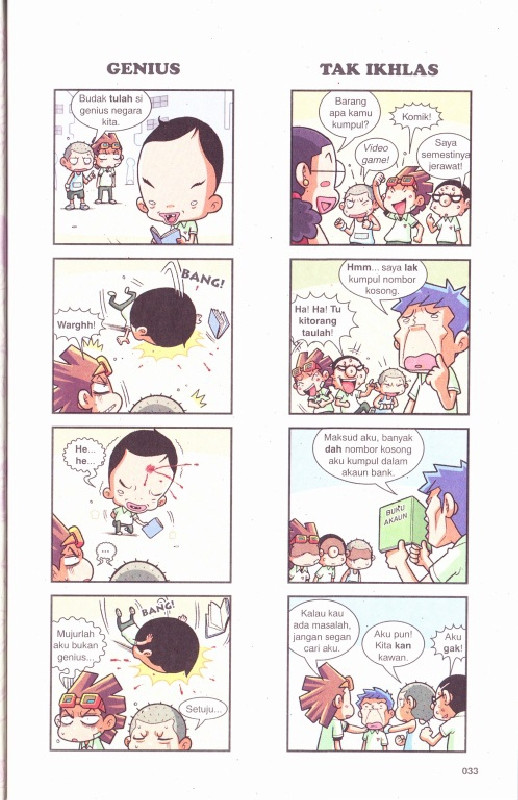 GENIUS
Budak tulah si
genius negara
kita.
BANG!
Warghh!
He...
he...
BANG!
Mujurlah
aku bukan
genius...
Setuju...
TAK IKHLAS
Barang
apa kamu
kumpul?
Komik!
Video
game!
Saya
semestinya
jerawat!
Hmm... saya lak
kumpul nombor
kosong.
Ha! Ha! Tu
kitorang
taulah!
Maksud aku, banyak
dah nombor kosong
aku kumpul dalam
akaun bank.
BUKU
AKAUN
Kalau kau
ada masalah,
jangan segan
cari aku.
Aku pun!
Kita kan
kawan.
Aku
gak!
033